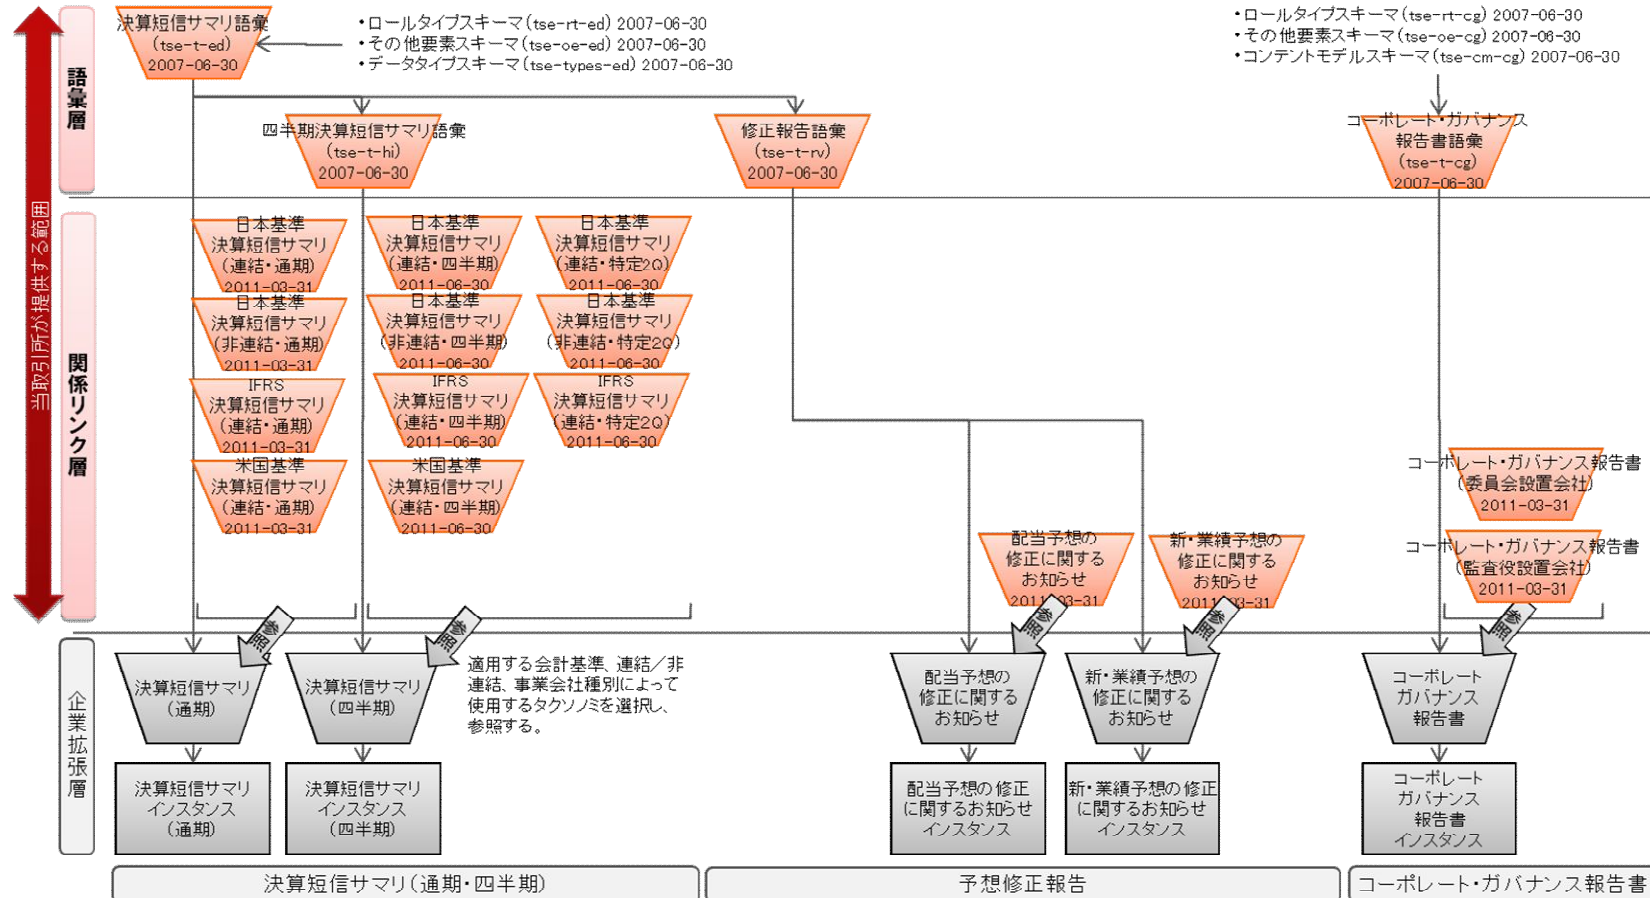 決算短信サマリ語彙
(tse-t-ed)
2007-06-30
・ロールタイプスキーマ(tse-rt-ed) 2007-06-30
・その他要素スキーマ(tse-oe-ed) 2007-06-30
・データタイプスキーマ(tse-types-ed) 2007-06-30
・ロールタイプスキーマ(tse-rt-cg) 2007-06-30
・その他要素スキーマ(tse-oe-cg) 2007-06-30
・コンテントモデルスキーマ(tse-cm-cg) 2007-06-30
語彙層
四半期決算短信サマリ語彙
(tse-t-hi)
2007-06-30
修正報告語彙
(tse-t-rv)
2007-06-30
コーポレート・ガバナンス
報告書語彙
(tse-t-cg)
2007-06-30
当取引所が提供する範囲
関係リンク層
日本基準
決算短信サマリ
(連結・通期)
2011-03-31
日本基準
決算短信サマリ
(連結・四半期)
2011-06-30
日本基準
決算短信サマリ
(連結・特定2Q)
2011-06-30
日本基準
決算短信サマリ
(非連結・通期)
2011-03-31
日本基準
決算短信サマリ
(非連結・四半期)
2011-06-30
日本基準
決算短信サマリ
(非連結・特定2Q)
2011-06-30
IFRS
決算短信サマリ
(連結・通期)
2011-03-31
IFRS
決算短信サマリ
(連結・四半期)
2011-06-30
IFRS
決算短信サマリ
(連結・特定2Q)
2011-06-30
米国基準
決算短信サマリ
(連結・通期)
2011-03-31
米国基準
決算短信サマリ
(連結・四半期)
2011-06-30
コーポレート・ガバナンス報告書
(委員会設置会社)
2011-03-31
配当予想の
修正に関する
お知らせ
2011-03-31
新・業績予想の
修正に関する
お知らせ
2011-03-31
コーポレート・ガバナンス報告書
(監査役設置会社)
2011-03-31
参照
参照
参照
参照
参照
企業拡張層
決算短信サマリ
(通期)
決算短信サマリ
(四半期)
適用する会計基準、連結／非
連結、事業会社種別によって
使用するタクソノミを選択し、
参照する。
配当予想の
修正に関する
お知らせ
新・業績予想の
修正に関する
お知らせ
コーポレート
ガバナンス
報告書
決算短信サマリ
インスタンス
(通期)
決算短信サマリ
インスタンス
(四半期)
配当予想の修正
に関するお知らせ
インスタンス
新・業績予想の修正
に関するお知らせ
インスタンス
コーポレート
ガバナンス
報告書
インスタンス
決算短信サマリ(通期・四半期)
予想修正報告
コーポレート・ガバナンス報告書